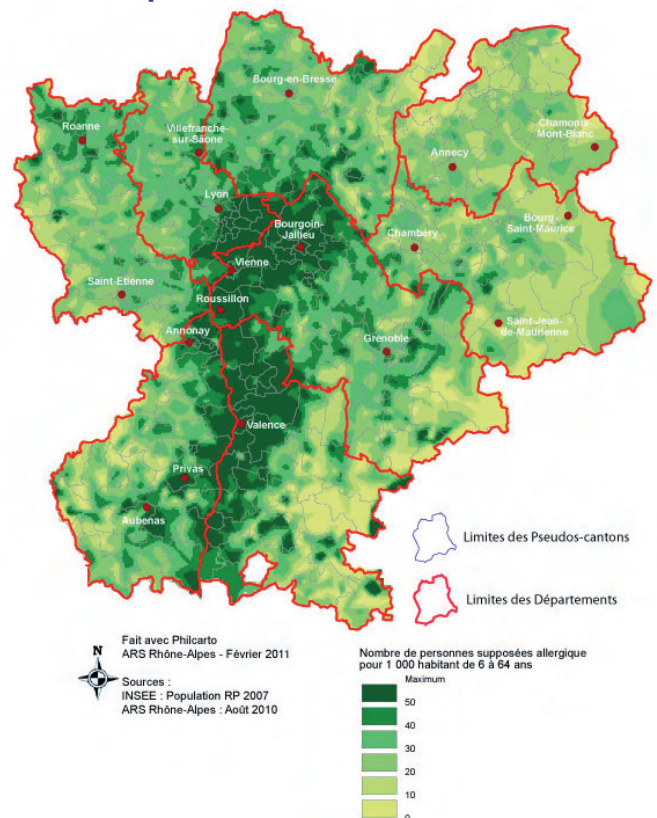 Bourg-en-Bresse
Roanne
Villefranche-
sur-Saône
Chamonix
Mont-Blanc
Annecy
Lyon
Bourgoin-
Jallieu
Chambéry
Bourg-
Saint-Maurice
Vienne
Saint-Etienne
Roussillon
Annonay
Grenoble
Saint-Jean
de-Maurienne
Valence
Privas
Aubenas
Limites des Pseudos-cantons
Limites des Départements
Fait avec Philcarto
ARS Rhône-Alpes - Février 2011
N
Sources :
INSEE : Population RP 2007
ARS Rhône-Alpes : Août 2010
Nombre de personnes supposées allergique
pour 1 000 habitant de 6 à 64 ans
Maximum
50
40
30
20
10
0